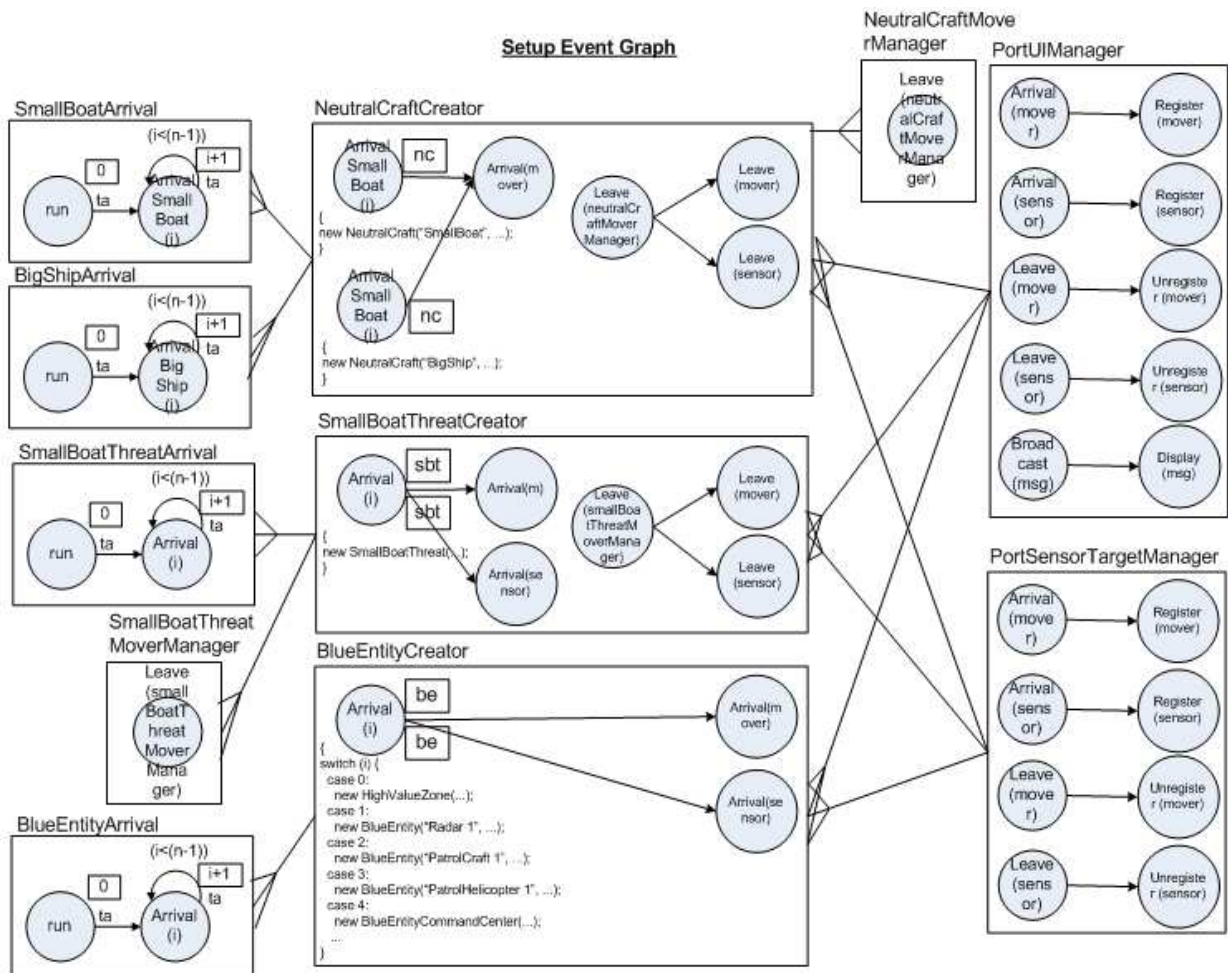 Setup Event Graph
SmallBoatArrival
(i<(n-1))
0
i+1
ta
ta
run
Arrival
Small
Boat
(i)
BigShipArrival
(i<(n-1))
0
i+1
ta
ta
run
Arrival
Big
Ship
(i)
SmallBoatThreatArrival
(i<(n-1))
0
i+1
ta
ta
run
Arrival
(i)
SmallBoatThreat
MoverManager
Leave
(small
BoatT
hreat
Mover
Mana
ger)
BlueEntityArrival
(i<(n-1))
0
i+1
ta
ta
run
Arrival
(i)
NeutralCraftCreator
Arrival
Small
Boat
(i)
nc
Arrival(m
over)
{
new NeutralCraft("SmallBoat", ...);
}
Arrival
Small
Boat
(i)
nc
{
new NeutralCraft("BigShip", ...);
}
Leave
(neutralCr
aftMover
Manager)
Leave
(mover)
Leave
(sensor)
SmallBoatThreatCreator
Arrival
(i)
sbt
sbt
Arrival(m)
Arrival(se
nsor)
{
new SmallBoatThreat(...);
}
Leave
(smallBoa
tThreatM
overMana
ger)
Leave
(mover)
Leave
(sensor)
BlueEntityCreator
Arrival
(i)
be
be
Arrival(m
over)
Arrival(se
nsor)
{
switch (i) {
case 0:
new HighValueZone(...);
case 1:
new BlueEntity("Radar 1", ...);
case 2:
new BlueEntity("PatrolCraft 1", ...);
case 3:
new BlueEntity("PatrolHelicopter 1", ...);
case 4:
new BlueEntityCommandCenter(...);
...
}
NeutralCraftMove
rManager
Leave
(neutr
alCraf
tMove
rMana
ger)
PortUIManager
Arrival
(move
r)
Register
(mover)
Arrival
(sens
or)
Register
(sensor)
Leave
(move
r)
Unregiste
r (mover)
Leave
(sens
or)
Unregiste
r (sensor)
Broad
cast
(msg)
Display
(msg)
PortSensorTargetManager
Arrival
(move
r)
Register
(mover)
Arrival
(sens
or)
Register
(sensor)
Leave
(move
r)
Unregiste
r (mover)
Leave
(sens
or)
Unregiste
r (sensor)